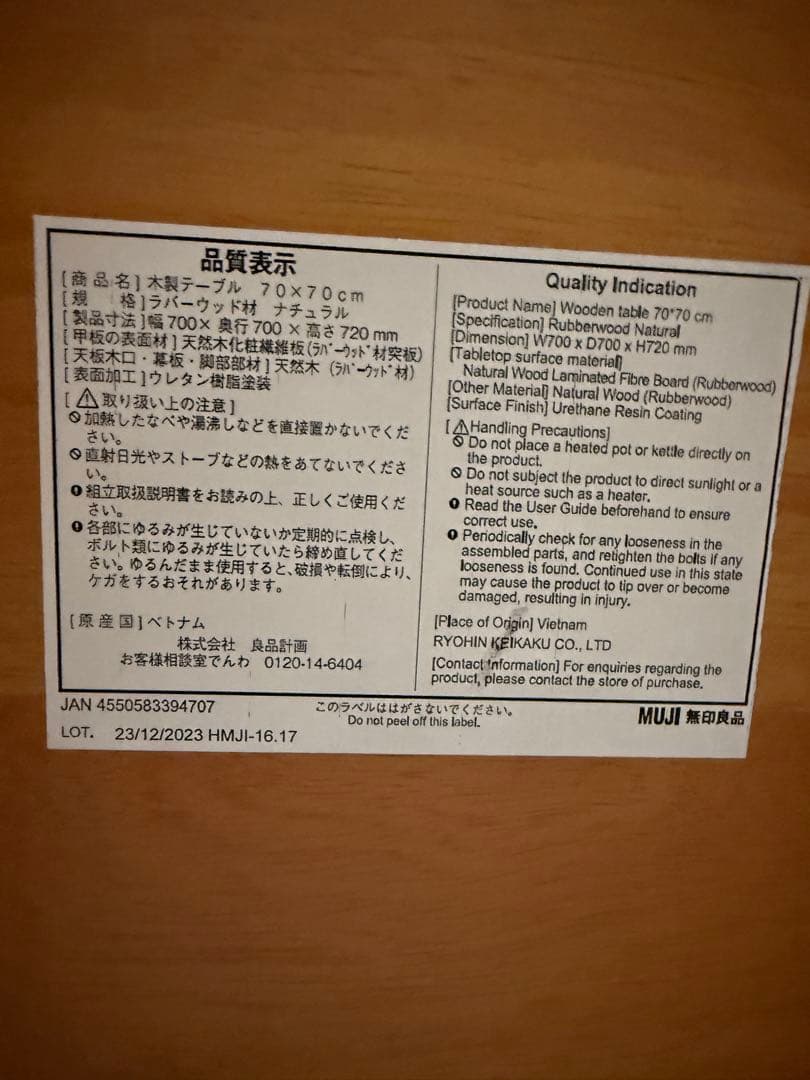 品質表示
[商品名] 木製テーブル 70×70cm
[規 格] ラバーウッド材 ナチュラル
[製品寸法] 幅700× 奥行700 × 高さ720 mm
[甲板の表面材] 天然木化粧繊維板(ﾗﾊﾞｰｳｯﾄﾞ材突板)
[天板木口・幕板・脚部部材] 天然木 (ﾗﾊﾞｰｳｯﾄﾞ材)
[表面加工] ウレタン樹脂塗装
[⚠取り扱い上の注意]
🚫加熱したなべや湯沸しなどを直接置かないでくだ
さい。
🚫直射日光やストーブなどの熱をあてないでくださ
い。
❗組立取扱説明書をお読みの上、正しくご使用くだ
さい。
❗各部にゆるみが生じていないか定期的に点検し、
ボルト類にゆるみが生じていたら締め直してくだ
さい。ゆるんだまま使用すると、破損や転倒により、
ケガをするおそれがあります。
[原産国] ベトナム
株式会社 良品計画
お客様相談室でんわ 0120-14-6404
Quality Indication
[Product Name] Wooden table 70*70 cm
[Specification] Rubberwood Natural
[Dimension] W700 x D700 x H720 mm
[Tabletop surface material]
Natural Wood Laminated Fibre Board (Rubberwood)
[Other Material] Natural Wood (Rubberwood)
[Surface Finish] Urethane Resin Coating
[⚠Handling Precautions]
🚫Do not place a heated pot or kettle directly on
the product.
🚫Do not subject the product to direct sunlight or a
heat source such as a heater.
❗Read the User Guide beforehand to ensure
correct use.
❗Periodically check for any looseness in the
assembled parts, and retighten the bolts if any
looseness is found. Continued use in this state
may cause the product to tip over or become
damaged, resulting in injury.
[Place of Origin] Vietnam
RYOHIN KEIKAKU CO., LTD
[Contact Information] For enquiries regarding the
product, please contact the store of purchase.
JAN 4550583394707
このラベルははがさないでください。
Do not peel off this label.
MUJI 無印良品
LOT. 23/12/2023 HMJI-16.17